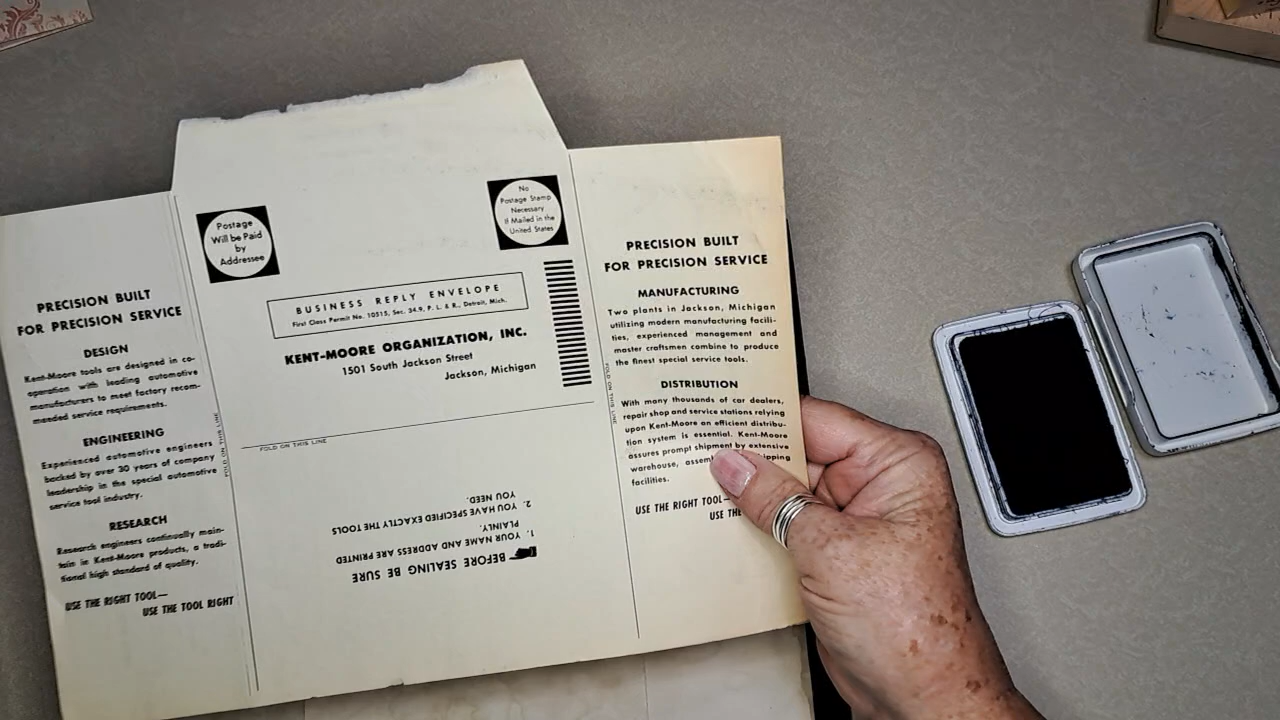 PRECISION BUILT
FOR PRECISION SERVICE
DESIGN
Kent-Moore tools are designed in co-
operation with leading automotive
manufacturers to meet factory recom-
mended service requirements.
ENGINEERING
Experienced automotive engineers
backed by over 30 years of company
leadership in the special automotive
service tool industry.
RESEARCH
Research engineers continually main-
tain in Kent-Moore products, a tradi-
tional high standard of quality.
USE THE RIGHT TOOL—
USE THE TOOL RIGHT
FOLD ON THIS LINE
Postage
Will be Paid
by
Addressee
No
Postage Stamp
Necessary
If Mailed in the
United States
BUSINESS REPLY ENVELOPE
First Class Permit No. 10515, Sec. 34.9, P. L. & R., Detroit, Mich.
KENT-MOORE ORGANIZATION, INC.
1501 South Jackson Street
Jackson, Michigan
FOLD ON THIS LINE
BEFORE SEALING BE SURE
1. YOUR NAME AND ADDRESS ARE PRINTED
PLAINLY.
2. YOU HAVE SPECIFIED EXACTLY THE TOOLS
YOU NEED.
FOLD ON THIS LINE
PRECISION BUILT
FOR PRECISION SERVICE
MANUFACTURING
Two plants in Jackson, Michigan
utilizing modern manufacturing facili-
ties, experienced management and
master craftsmen combine to produce
the finest special service tools.
DISTRIBUTION
With many thousands of car dealers,
repair shop and service stations relying
upon Kent-Moore an efficient distribu-
tion system is essential. Kent-Moore
assures prompt shipment by extensive
warehouse,
facilities.
USE THE RIGHT TOOL—
USE THE